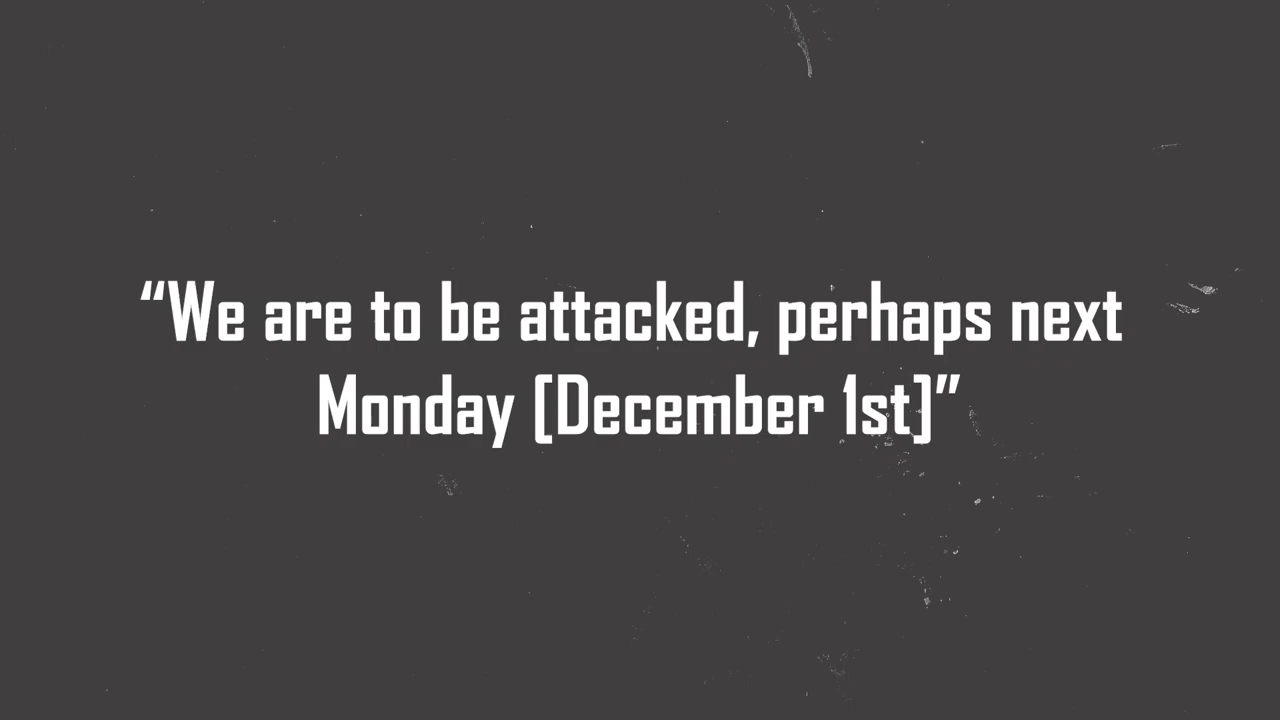 “We are to be attacked, perhaps next
Monday [December 1st]”